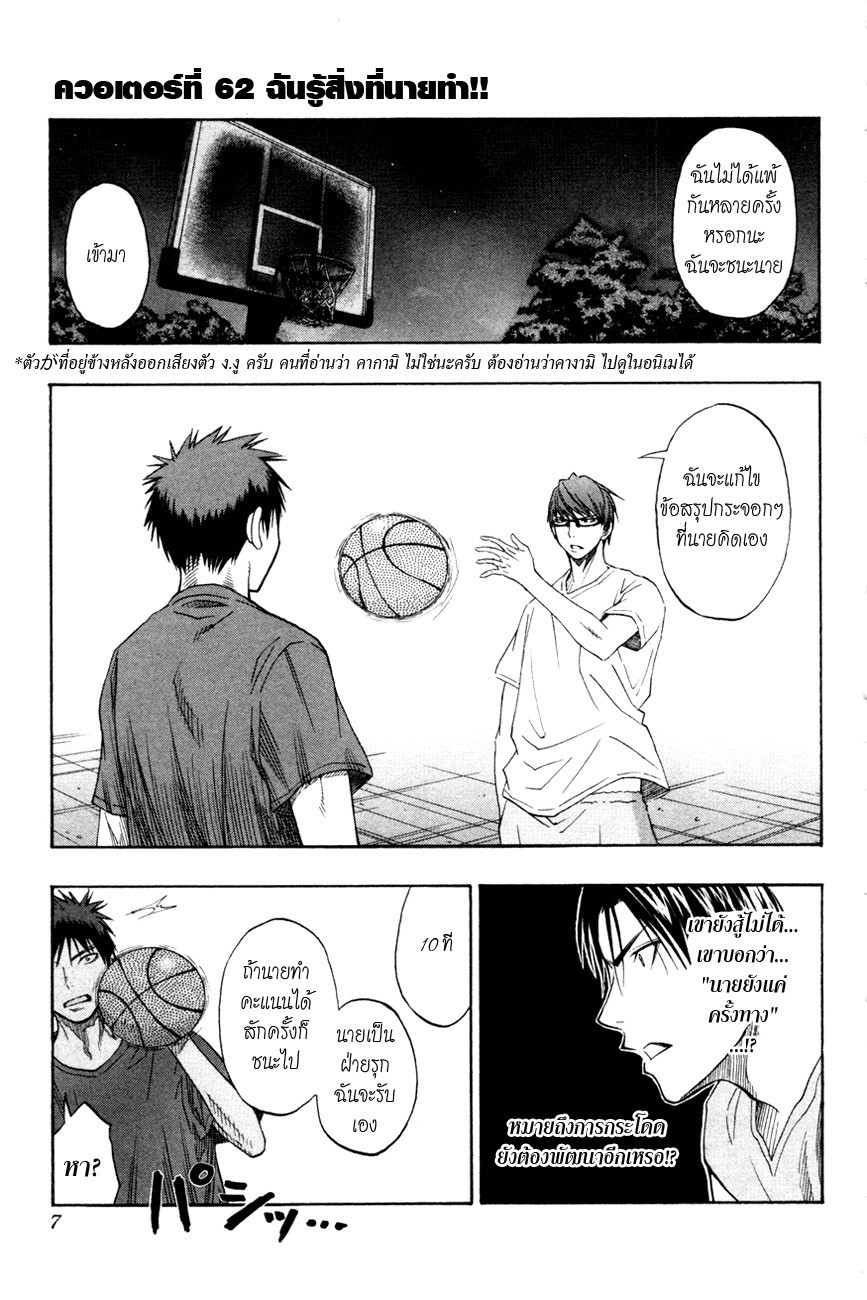 ควอเตอร์ที่ 62 ฉันรู้สิ่งที่นายทำ!!
ฉันไม่ได้แพ้
กันหลายครั้ง
หรอกนะ
ฉันจะชนะนาย
เข้ามา
*ตัวがที่อยู่ข้างหลังออกเสียงตัว ง.งู ครับ คนที่อ่านว่า คากามิ ไม่ใช่นะครับ ต้องอ่านว่าคางามิ ไปดูในอนิเมได้
ฉันจะแก้ไข
ข้อสรุปกระจอกๆ
ที่นายคิดเอง
เขายังสู้ไม่ได้...
เขาบอกว่า...
"นายยังแค่
ครั้งทาง"
...!?
หมายถึงการกระโดด
ยังต้องพัฒนาอีกเหรอ!?
10 ที
นายเป็น
ฝ่ายรุก
ฉันจะรับ
เอง
ถ้านายทำ
คะแนนได้
สักครั้งก็
ชนะไป
หา?
パシッ...
7